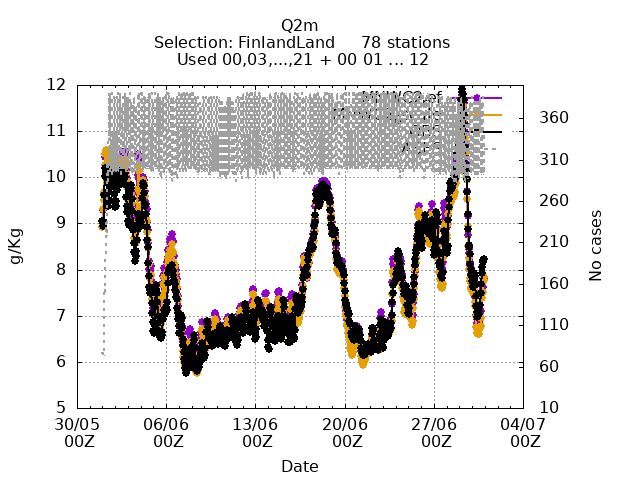 Q2m
Selection: FinlandLand 78 stations
Used 00,03,...,21 + 00 01 ... 12
12
11
10
9
8
7
6
5
g/Kg
360
310
260
210
160
110
60
10
No cases
30/05 06/06 13/06 20/06 27/06 04/07
00Z 00Z 00Z 00Z 00Z 00Z
Date